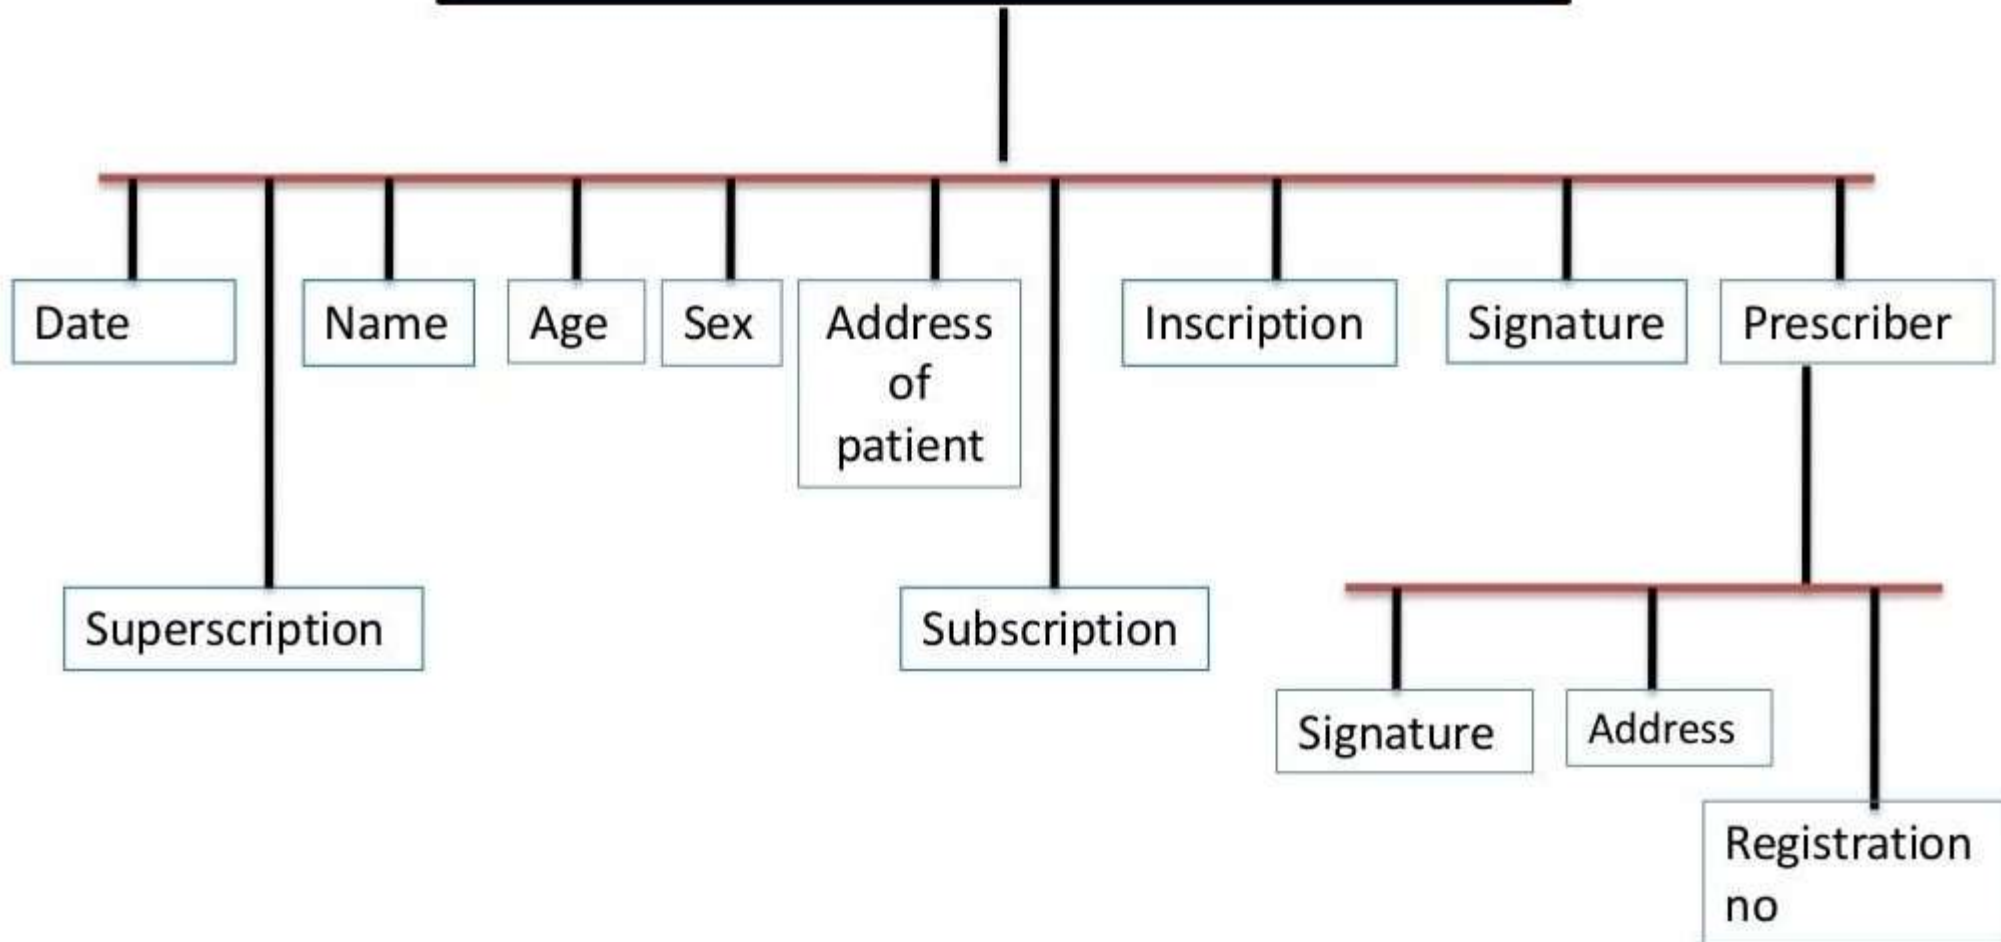 Date
Name
Age
Sex
Address
of
patient
Inscription
Signature
Prescriber
Superscription
Subscription
Signature
Address
Registration
no